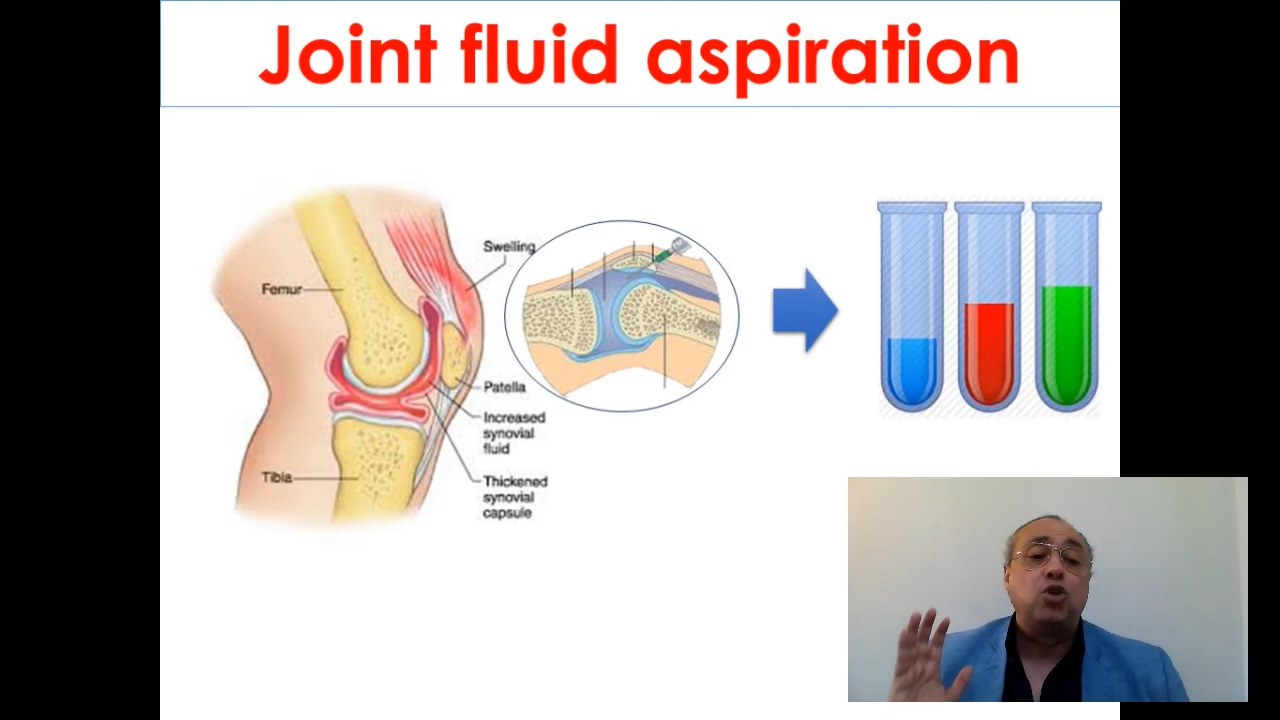 Joint fluid aspiration
Swelling
Femur
Patella
Increased
synovial
fluid
Tibia
Thickened
synovial
capsule